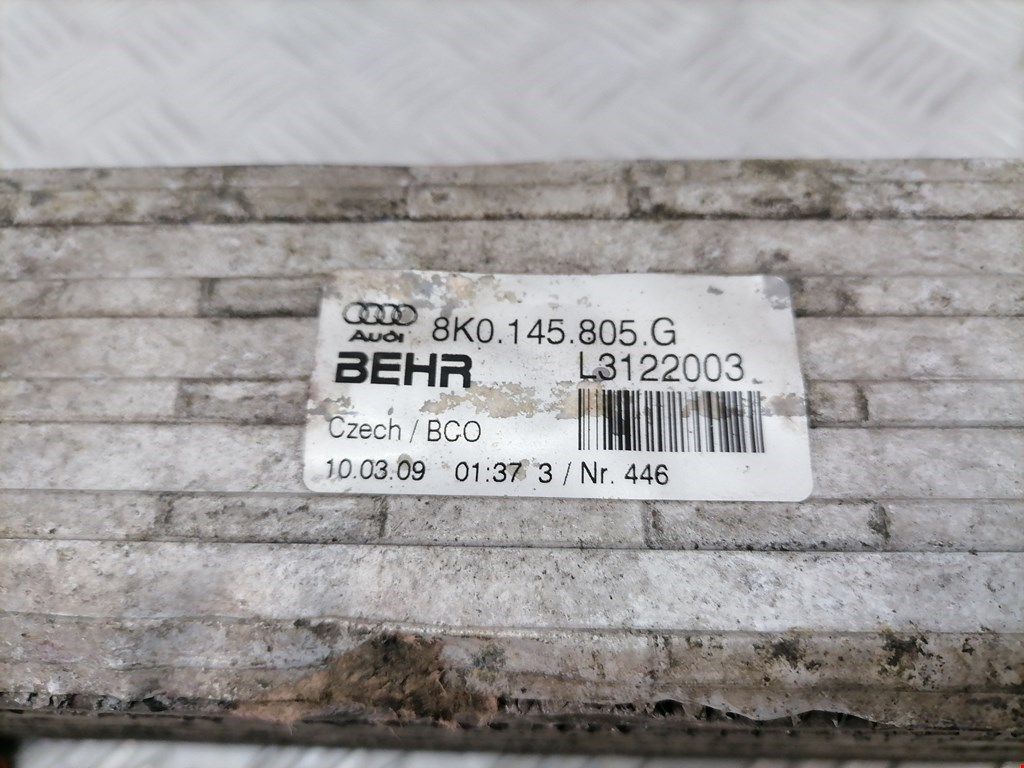 Audi 8K0.145.805.G
BEHR L3122003
Czech / BCO
10.03.09 01:37 3 / Nr. 446